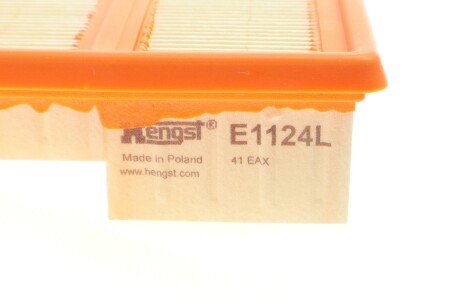 Hengst® E1124L
Made in Poland 41 EAX
www.hengst.com